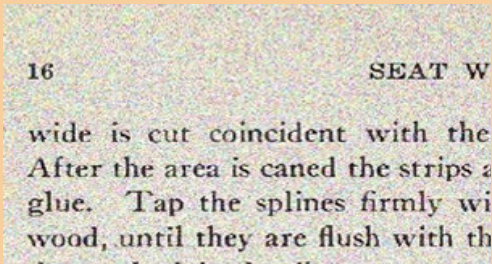 16 SEAT W
wide is cut coincident with the
After the area is caned the strips a
glue. Tap the splines firmly wi
wood, until they are flush with th